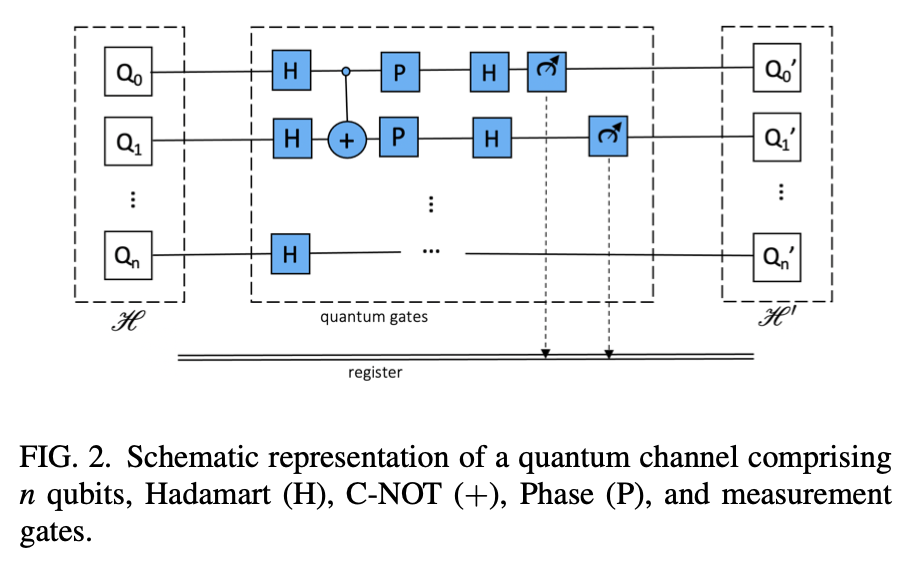 Q₀ H P H Q₀′
Q₁ H + P H Q₁′
⋮ ⋮ ⋮
Qₙ H ... Qₙ′
ℋ quantum gates ℋ′
register
FIG. 2. Schematic representation of a quantum channel comprising
n qubits, Hadamart (H), C-NOT (+), Phase (P), and measurement
gates.